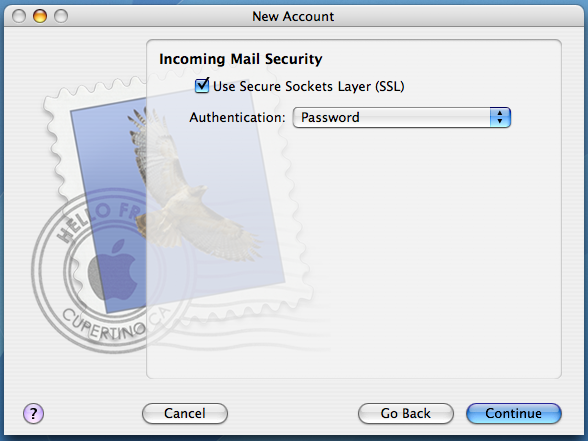 New Account
Incoming Mail Security
Use Secure Sockets Layer (SSL)
Authentication: Password
HELLO FR
CUPERTINO CA
?
Cancel
Go Back
Continue